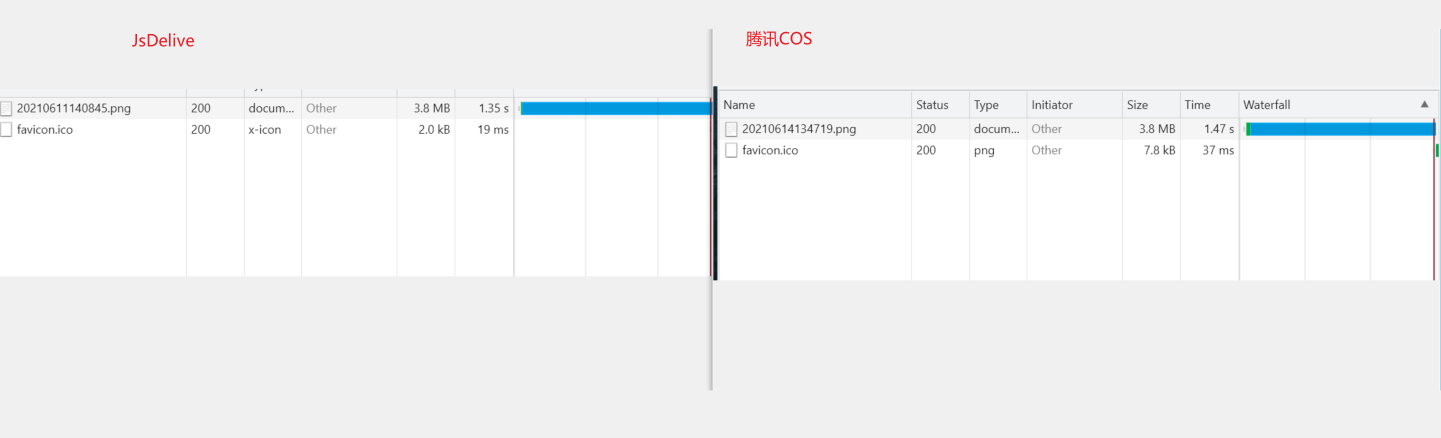 JsDelive
20210611140845.png 200 docum... Other 3.8 MB 1.35 s
favicon.ico 200 x-icon Other 2.0 kB 19 ms
腾讯COS
Name Status Type Initiator Size Time Waterfall
20210614134719.png 200 docum... Other 3.8 MB 1.47 s
favicon.ico 200 png Other 7.8 kB 37 ms